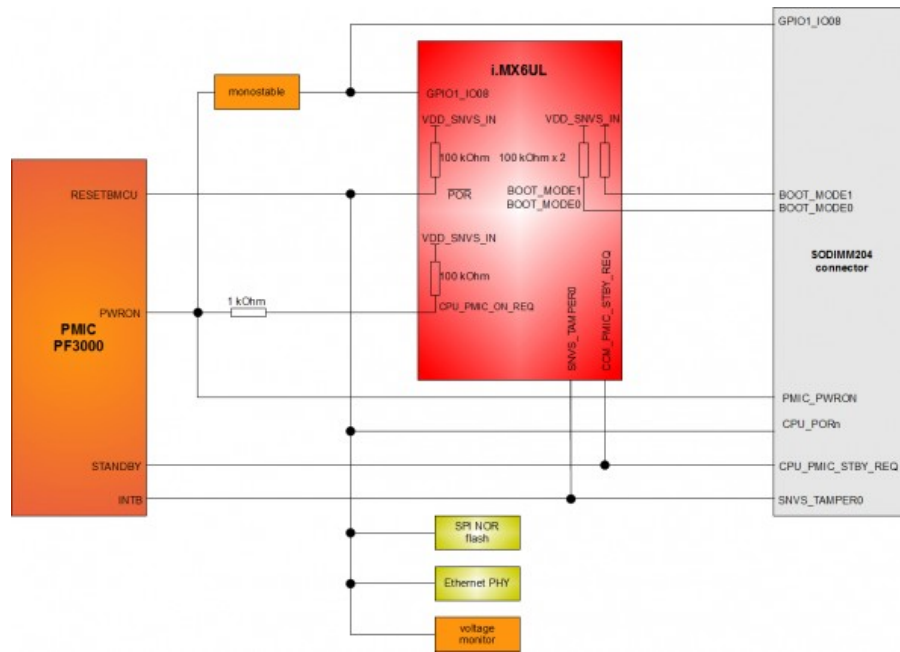 GPIO1_IO08
i.MX6UL
monostable
GPIO1_IO08
VDD_SNVS_IN
VDD_SNVS_IN
100 kOhm
100 kOhm x 2
RESETBMCU
POR
BOOT_MODE1
BOOT_MODE0
BOOT_MODE1
BOOT_MODE0
VDD_SNVS_IN
SODIMM204
connector
100 kOhm
1 kOhm
CPU_PMIC_ON_REQ
PWRON
PMIC
PF3000
SNVS_TAMPER0
CCM_PMIC_STBY_REQ
PMIC_PWRON
CPU_PORn
STANDBY
CPU_PMIC_STBY_REQ
INTB
SNVS_TAMPER0
SPI NOR
flash
Ethernet PHY
voltage
monitor